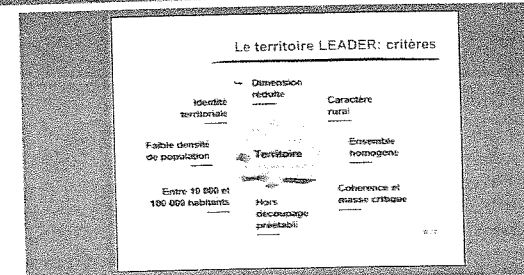 Le territoire LEADER: critères
Dimension
réduite
Identité
territoriale
Caractère
rural
Faible densité
de population
Territoire
Ensemble
homogène
Entre 10 000 et
100 000 habitants
Hors
découpage
préétabli
Cohérence et
masse critique